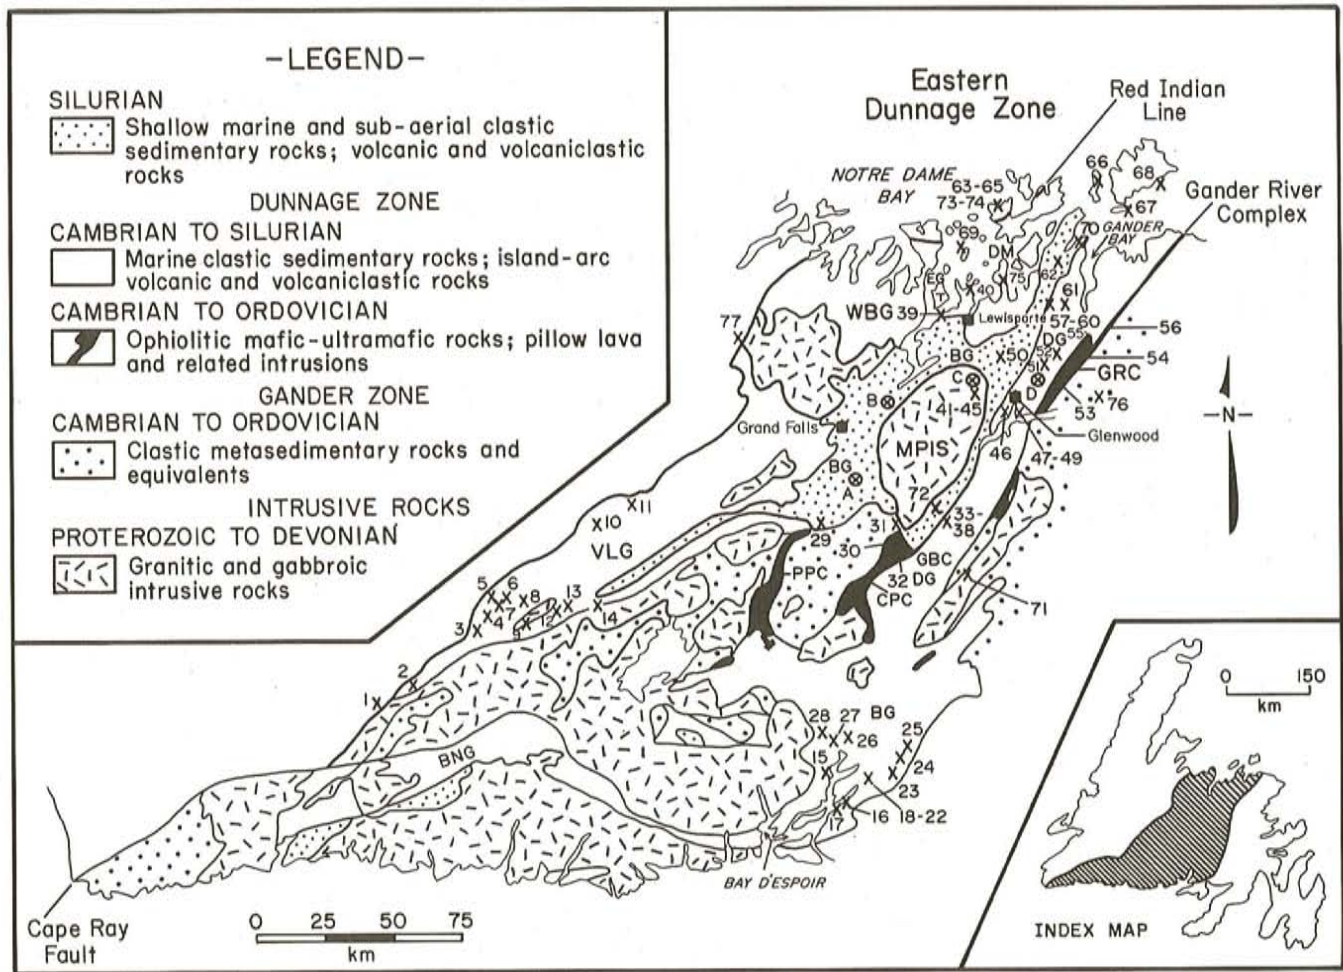 -LEGEND-
SILURIAN
Shallow marine and sub-aerial clastic
sedimentary rocks; volcanic and volcaniclastic
rocks
DUNNAGE ZONE
CAMBRIAN TO SILURIAN
Marine clastic sedimentary rocks; island-arc
volcanic and volcaniclastic rocks
CAMBRIAN TO ORDOVICIAN
Ophiolitic mafic-ultramafic rocks; pillow lava
and related intrusions
GANDER ZONE
CAMBRIAN TO ORDOVICIAN
Clastic metasedimentary rocks and
equivalents
INTRUSIVE ROCKS
PROTEROZOIC TO DEVONIAN
Granitic and gabbroic
intrusive rocks
Eastern
Dunnage Zone
Red Indian
Line
Gander River
Complex
NOTRE DAME
BAY
63-65
73-74
66
68
67
70
GANDER
BAY
69
DM
62
EG
T
40
75
61
WBG 39
Lewisporte
57-60
56
77
BG
50
DG
55
52
51
54
GRC
C
D
B
41-45
53
76
Grand Falls
MPIS
46
Glenwood
47-49
BG
A
72
11
10
VLG
29
31
30
33-
38
GBC
32
DG
PPC
CPC
71
5
6
7
8
4
3
9
12
13
14
2
1
BNG
28
27
26
BG
25
15
24
23
17
16
18-22
BAY D'ESPOIR
Cape Ray
Fault
0 25 50 75
km
-N-
0 150
km
INDEX MAP